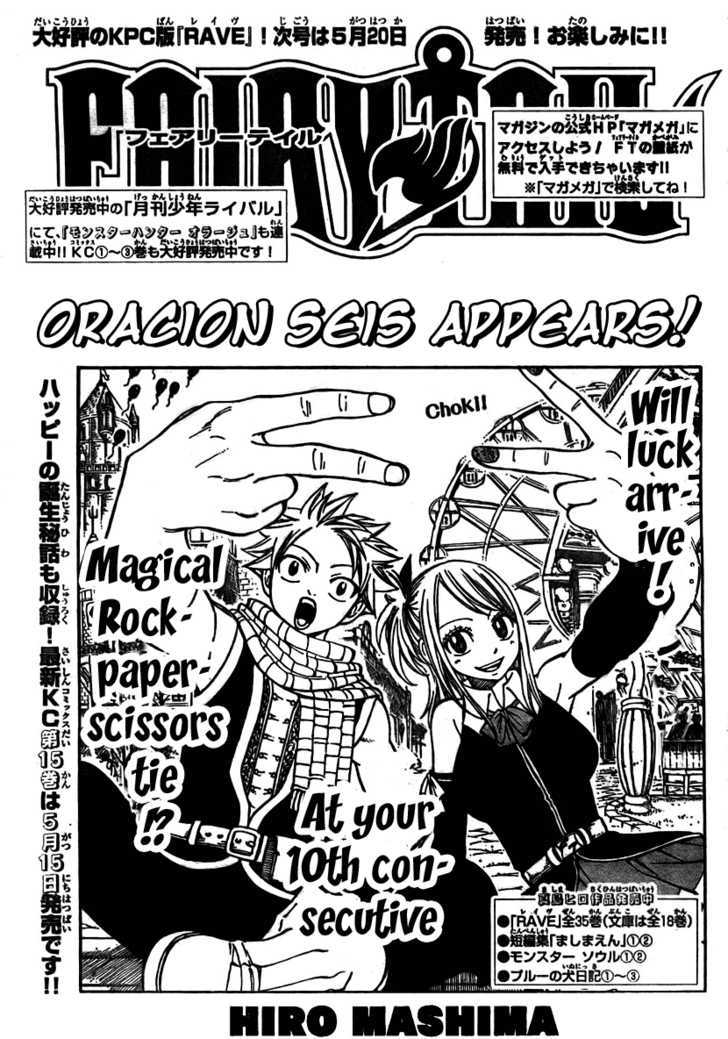 大好評のKPC版『RAVE』!次号は5月20日 発売!お楽しみに!!
FAIRY TAIL
「フェアリーテイル」
マガジンの公式HP「マガメガ」に
アクセスしよう! FTの壁紙が
無料で入手できちゃいます!!
※「マガメガ」で検索してね!
大好評発売中の「月刊少年ライバル」
にて、『モンスターハンター オラージュ』も連
載中!! KC①〜③巻も大好評発売中です!
ORACION SEIS APPEARS!
ハッピーの誕生秘話も収録!最新KC第15巻は5月15日発売です!!
Chok!!
Will
luck
arr-
ive
!
Magical
Rock-
paper-
scissors
tie
!?
At your
10th con-
secutive
真島ヒロ作品発売中
●「RAVE」全35巻(文庫は全18巻)
●短編集「ましまえん」①②
●モンスター ソウル①②
●ブルーの犬日記①〜③
HIRO MASHIMA